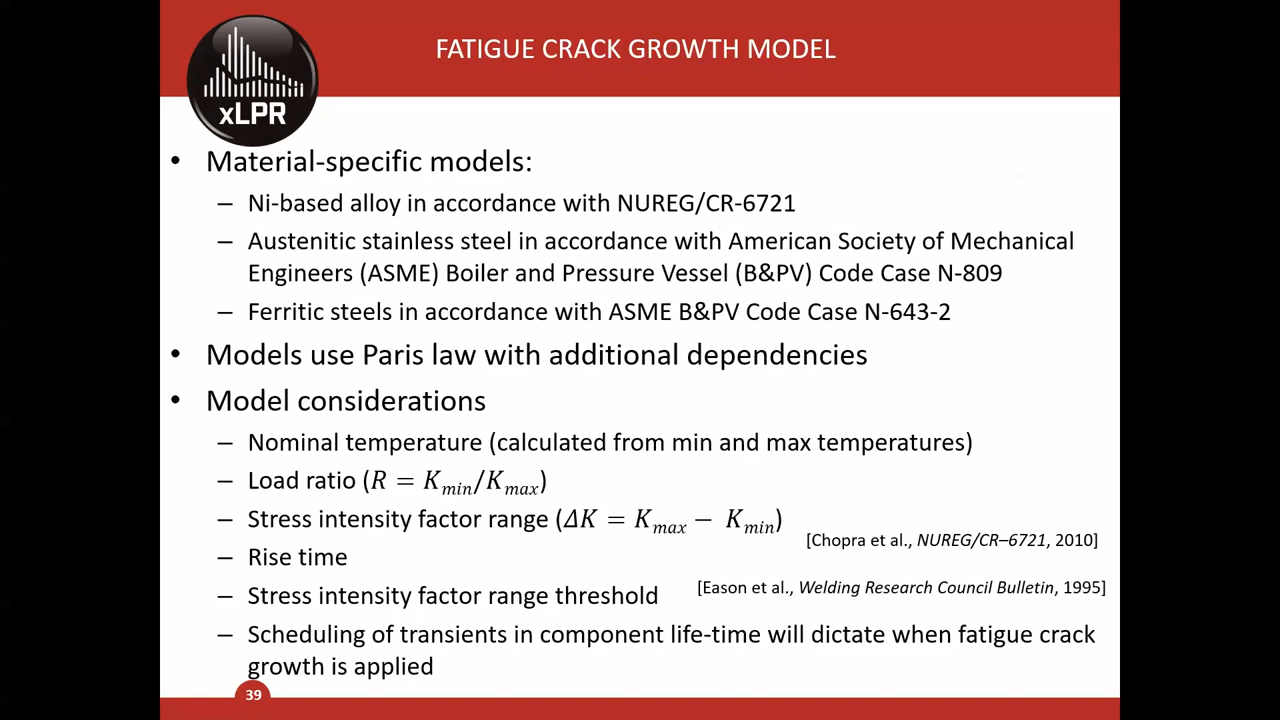 FATIGUE CRACK GROWTH MODEL
xLPR
• Material-specific models:
– Ni-based alloy in accordance with NUREG/CR-6721
– Austenitic stainless steel in accordance with American Society of Mechanical
Engineers (ASME) Boiler and Pressure Vessel (B&PV) Code Case N-809
– Ferritic steels in accordance with ASME B&PV Code Case N-643-2
• Models use Paris law with additional dependencies
• Model considerations
– Nominal temperature (calculated from min and max temperatures)
– Load ratio (R = K_min/K_max)
– Stress intensity factor range (ΔK = K_max − K_min)
[Chopra et al., NUREG/CR–6721, 2010]
– Rise time
[Eason et al., Welding Research Council Bulletin, 1995]
– Stress intensity factor range threshold
– Scheduling of transients in component life-time will dictate when fatigue crack
growth is applied
39